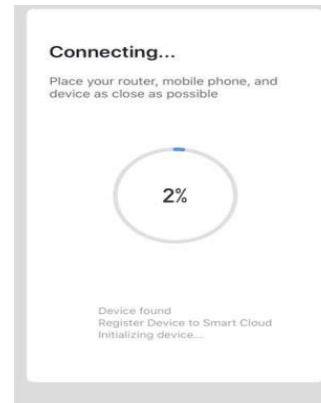 Connecting...
Place your router, mobile phone, and
device as close as possible
2%
Device found
Register Device to Smart Cloud
Initializing device...